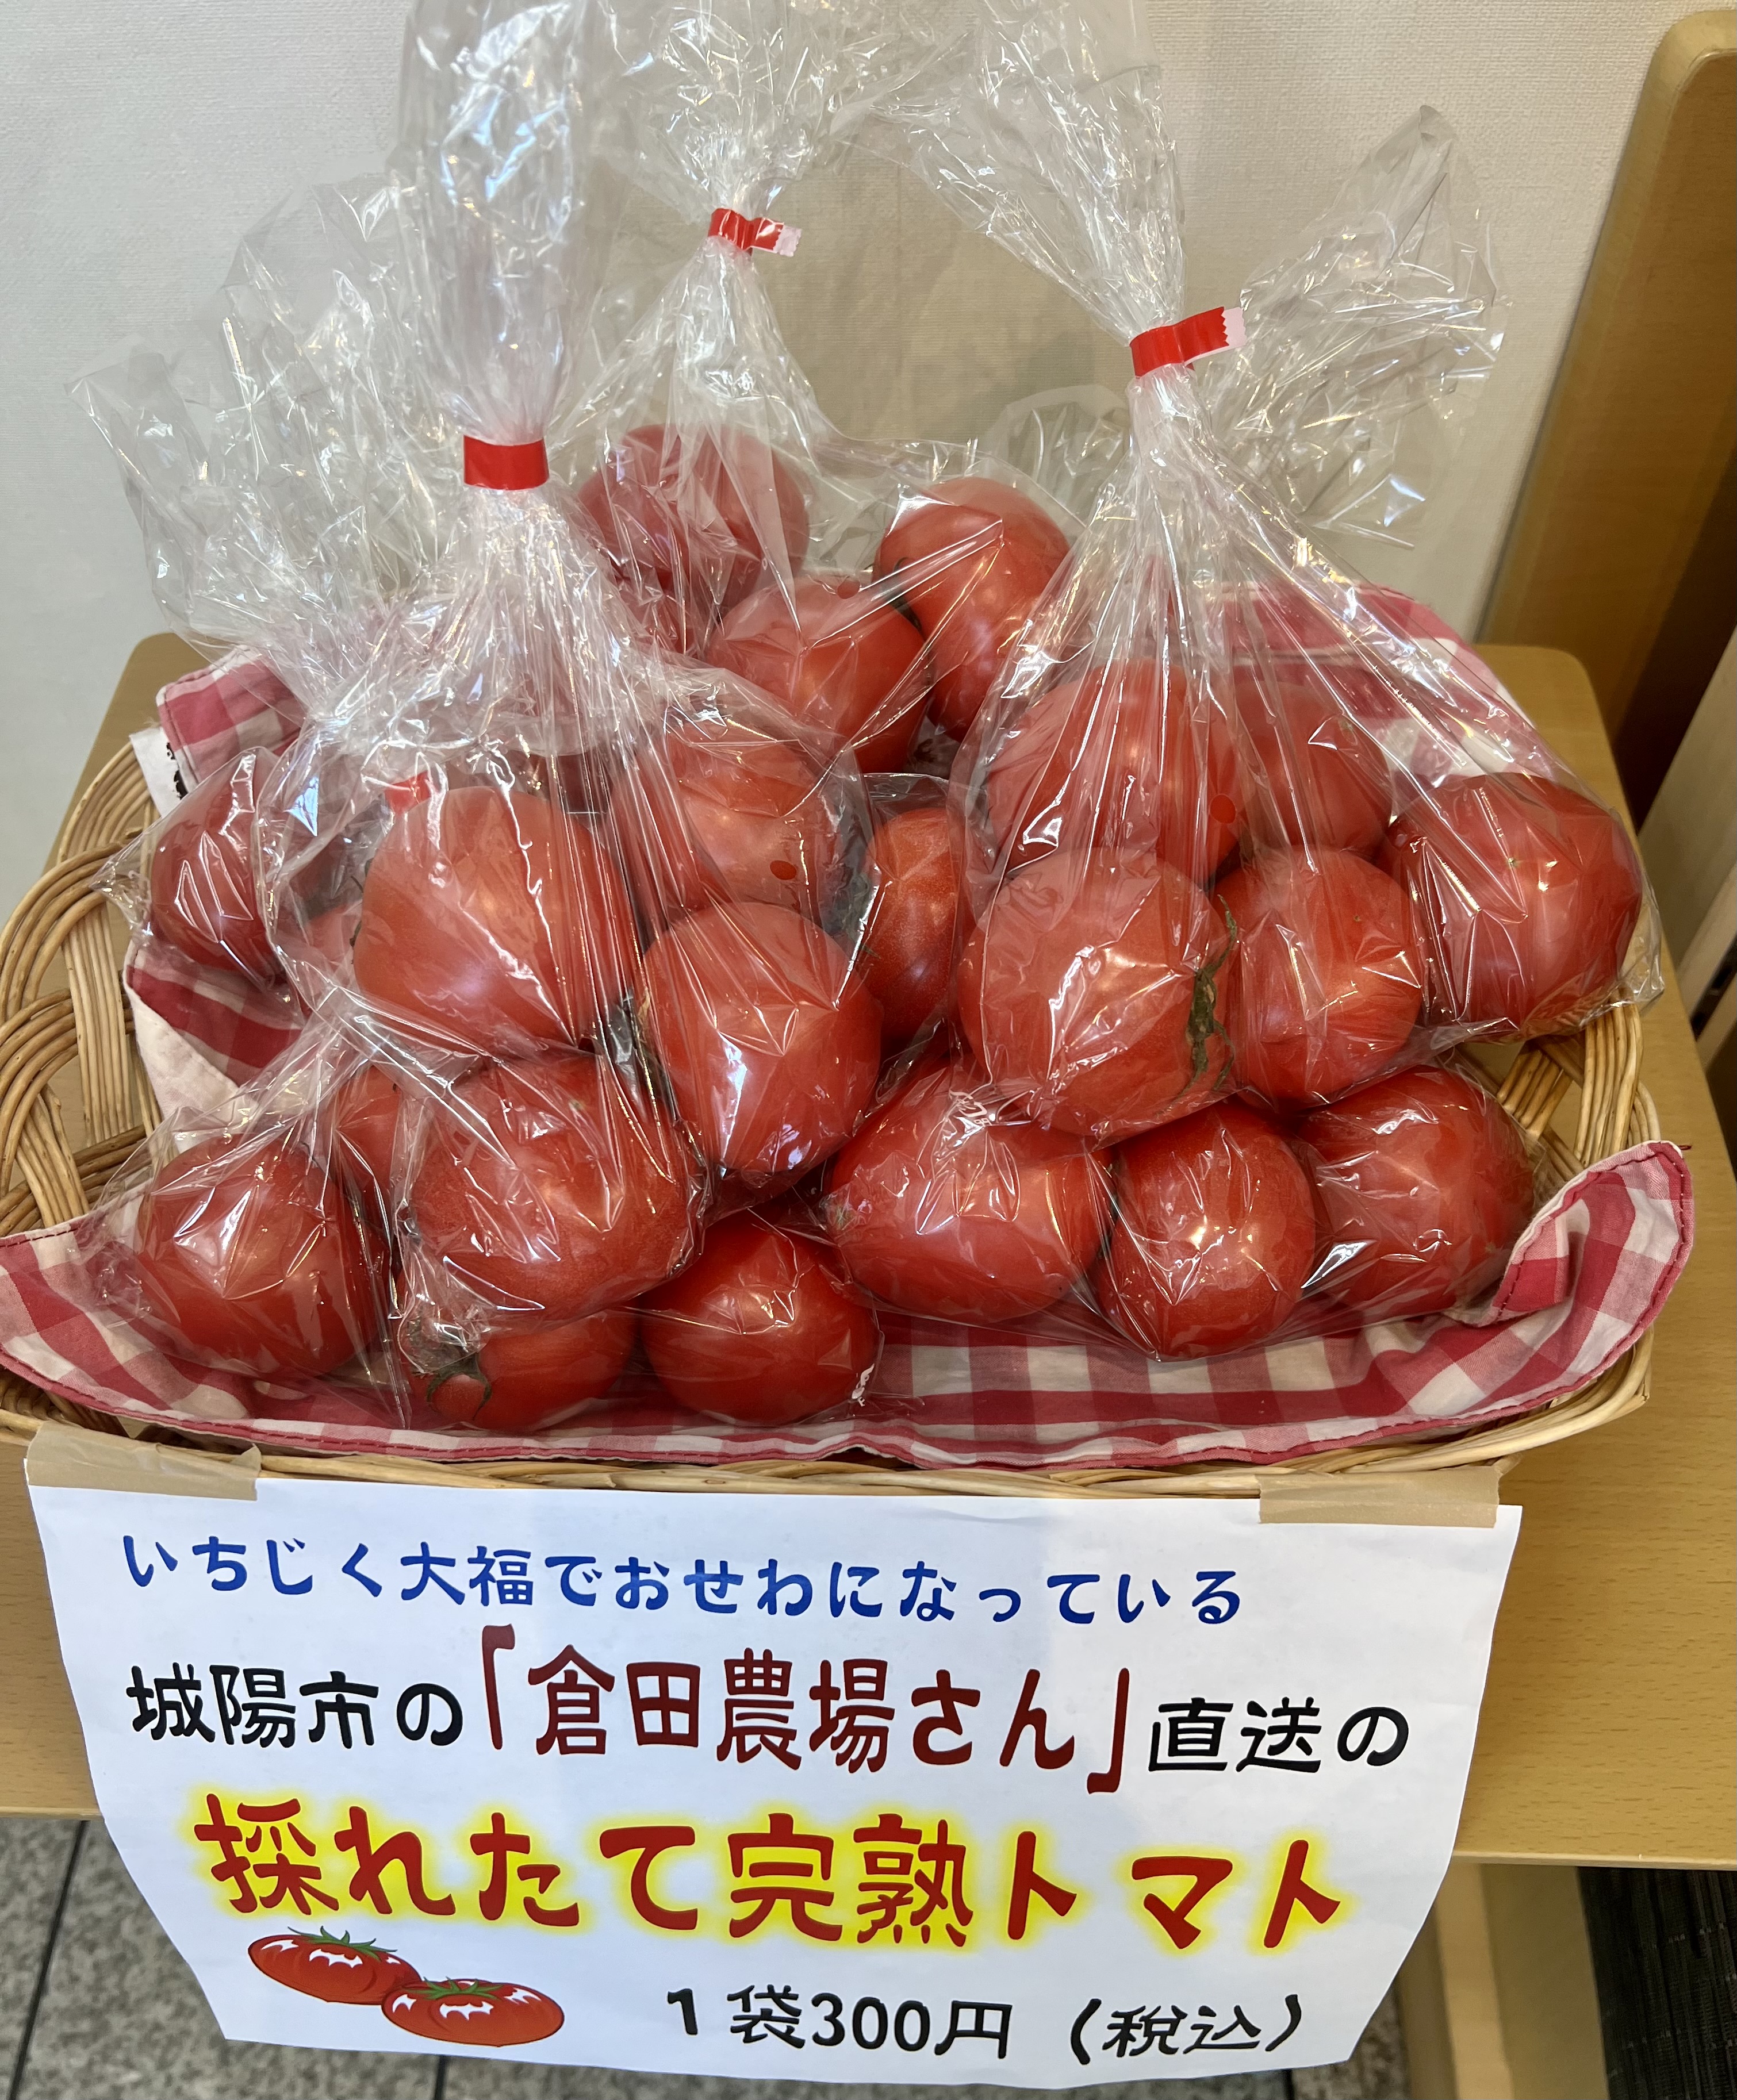 いちじく大福でおせわになっている
城陽市の「倉田農場さん」直送の
採れたて完熟トマト
1袋300円（税込）